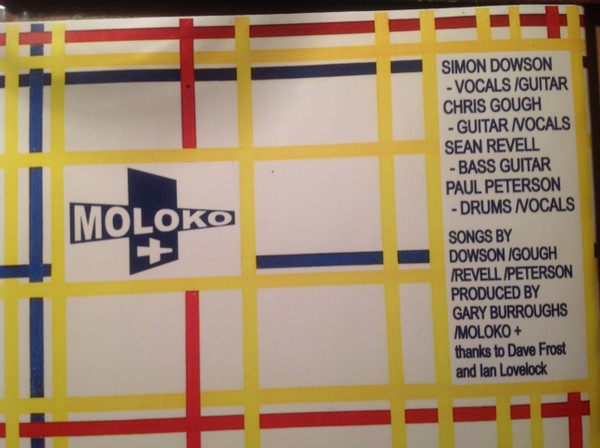 MOLOKO
+
SIMON DOWSON
- VOCALS /GUITAR
CHRIS GOUGH
- GUITAR /VOCALS
SEAN REVELL
- BASS GUITAR
PAUL PETERSON
- DRUMS /VOCALS
SONGS BY
DOWSON /GOUGH
/REVELL /PETERSON
PRODUCED BY
GARY BURROUGHS
/MOLOKO +
thanks to Dave Frost
and Ian Lovelock